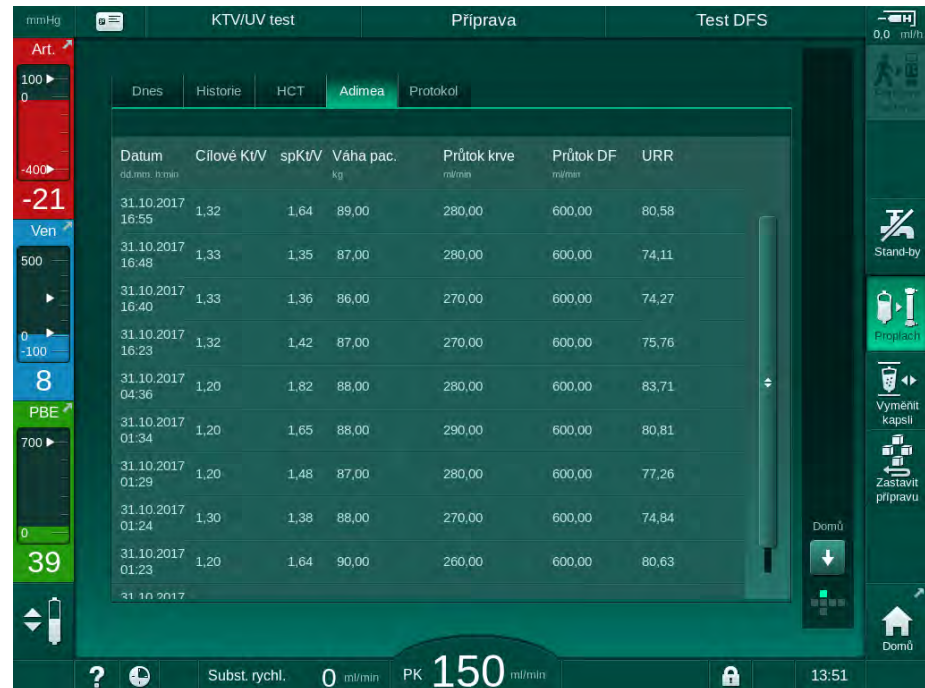 mmHg
KTV/UV test
Příprava
Test DFS
0,0 ml/h
Art.
100
0
-400
-21
Ven
500
0
-100
8
PBE
700
0
39
Dnes Historie HCT Adimea Protokol
Datum Cílové Kt/V spKt/V Váha pac. Průtok krve Průtok DF URR
dd.mm. h:min kg ml/min ml/min
31.10.2017
16:55 1,32 1,64 89,00 280,00 600,00 80,58
31.10.2017
16:48 1,33 1,35 87,00 280,00 600,00 74,11
31.10.2017
16:40 1,33 1,36 86,00 270,00 600,00 74,27
31.10.2017
16:23 1,32 1,42 87,00 270,00 600,00 75,76
31.10.2017
04:36 1,20 1,82 88,00 280,00 600,00 83,71
31.10.2017
01:34 1,20 1,65 88,00 290,00 600,00 80,81
31.10.2017
01:29 1,20 1,48 87,00 280,00 600,00 77,26
31.10.2017
01:24 1,30 1,38 88,00 270,00 600,00 74,84
31.10.2017
01:23 1,20 1,64 90,00 260,00 600,00 80,63
31.10.2017
Domů
Stand-by
Proplach
Vyměňit
kapsli
Zastavit
přípravu
Domů
? Subst. rychl. 0 ml/min PK 150 ml/min 13:51